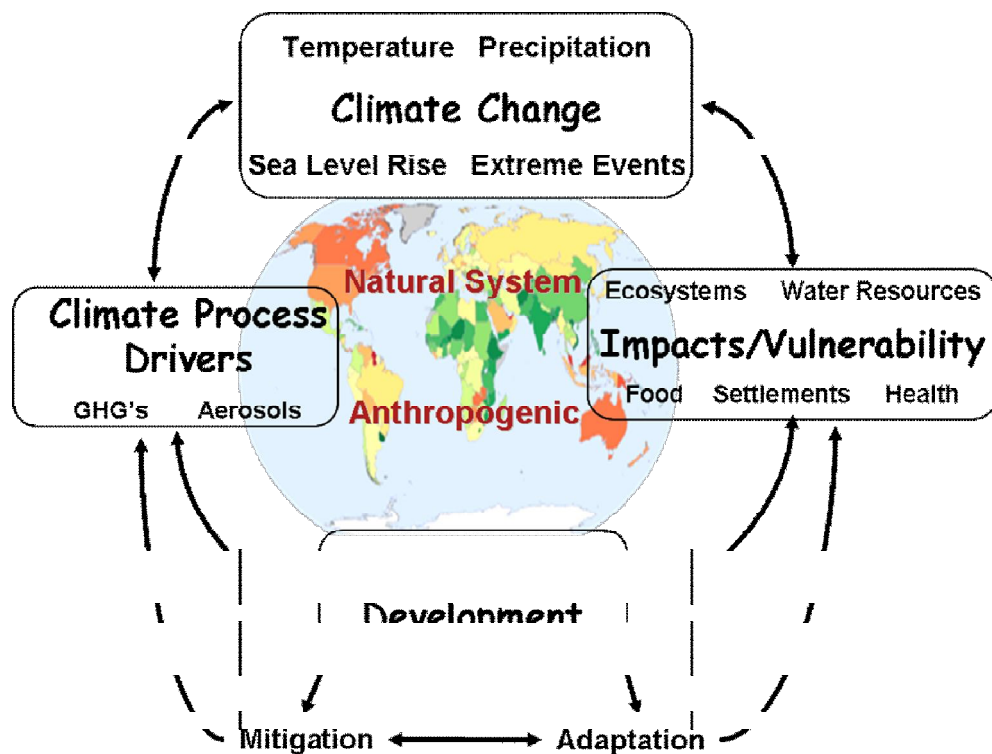 Temperature Precipitation
Climate Change
Sea Level Rise Extreme Events
Natural System
Climate Process
Drivers
GHG's Aerosols
Ecosystems Water Resources
Impacts/Vulnerability
Food Settlements Health
Anthropogenic
Development
Mitigation Adaptation